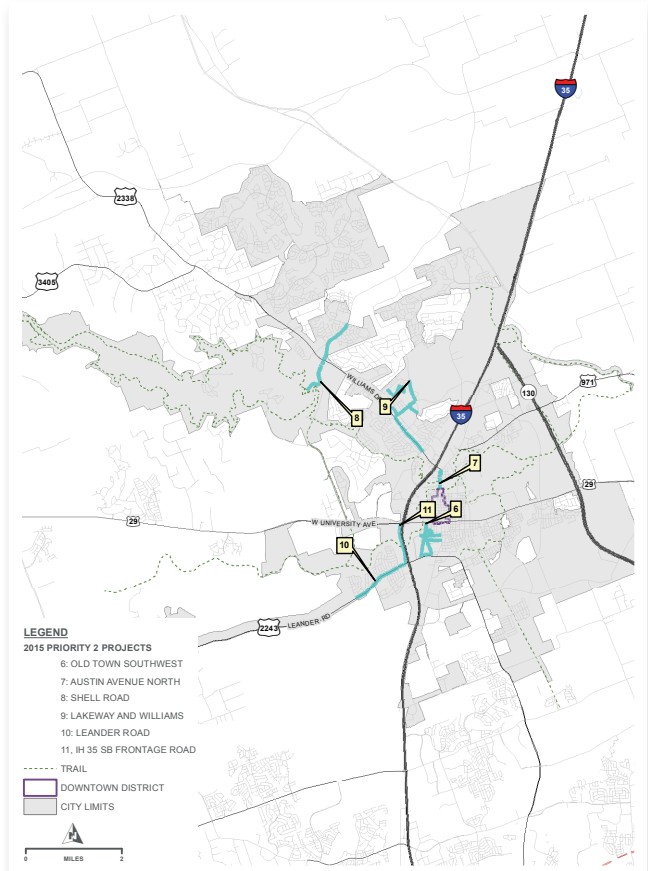 35
2338
3405
WILLIAMS D
971
130
9
8
35
7
29
11
6
W UNIVERSITY AVE
29
10
2243
LEANDER RD
LEGEND
2015 PRIORITY 2 PROJECTS
6: OLD TOWN SOUTHWEST
7: AUSTIN AVENUE NORTH
8: SHELL ROAD
9: LAKEWAY AND WILLIAMS
10: LEANDER ROAD
11, IH 35 SB FRONTAGE ROAD
TRAIL
DOWNTOWN DISTRICT
CITY LIMITS
N
0 MILES 2